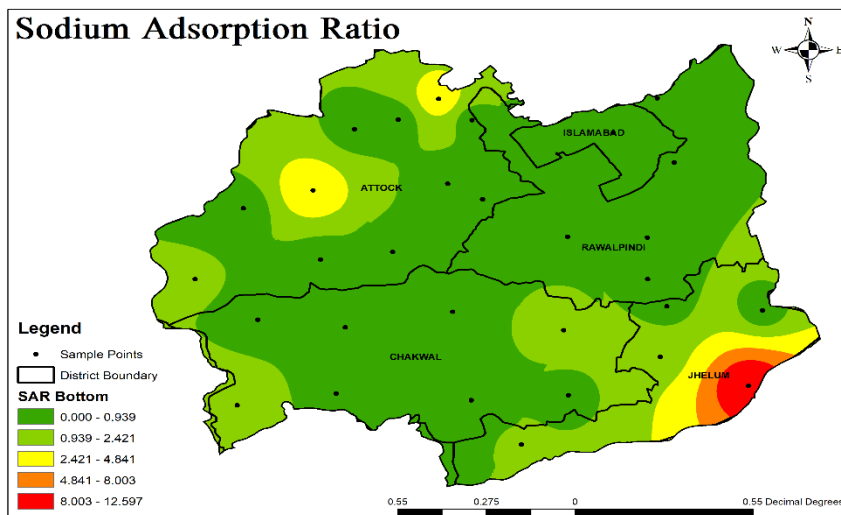 Sodium Adsorption Ratio
N
W E
S
ISLAMABAD
ATTOCK
RAWALPINDI
CHAKWAL
JHELUM
Legend
Sample Points
District Boundary
SAR Bottom
0.000 - 0.939
0.939 - 2.421
2.421 - 4.841
4.841 - 8.003
8.003 - 12.597
0.55 0.275 0 0.55 Decimal Degrees